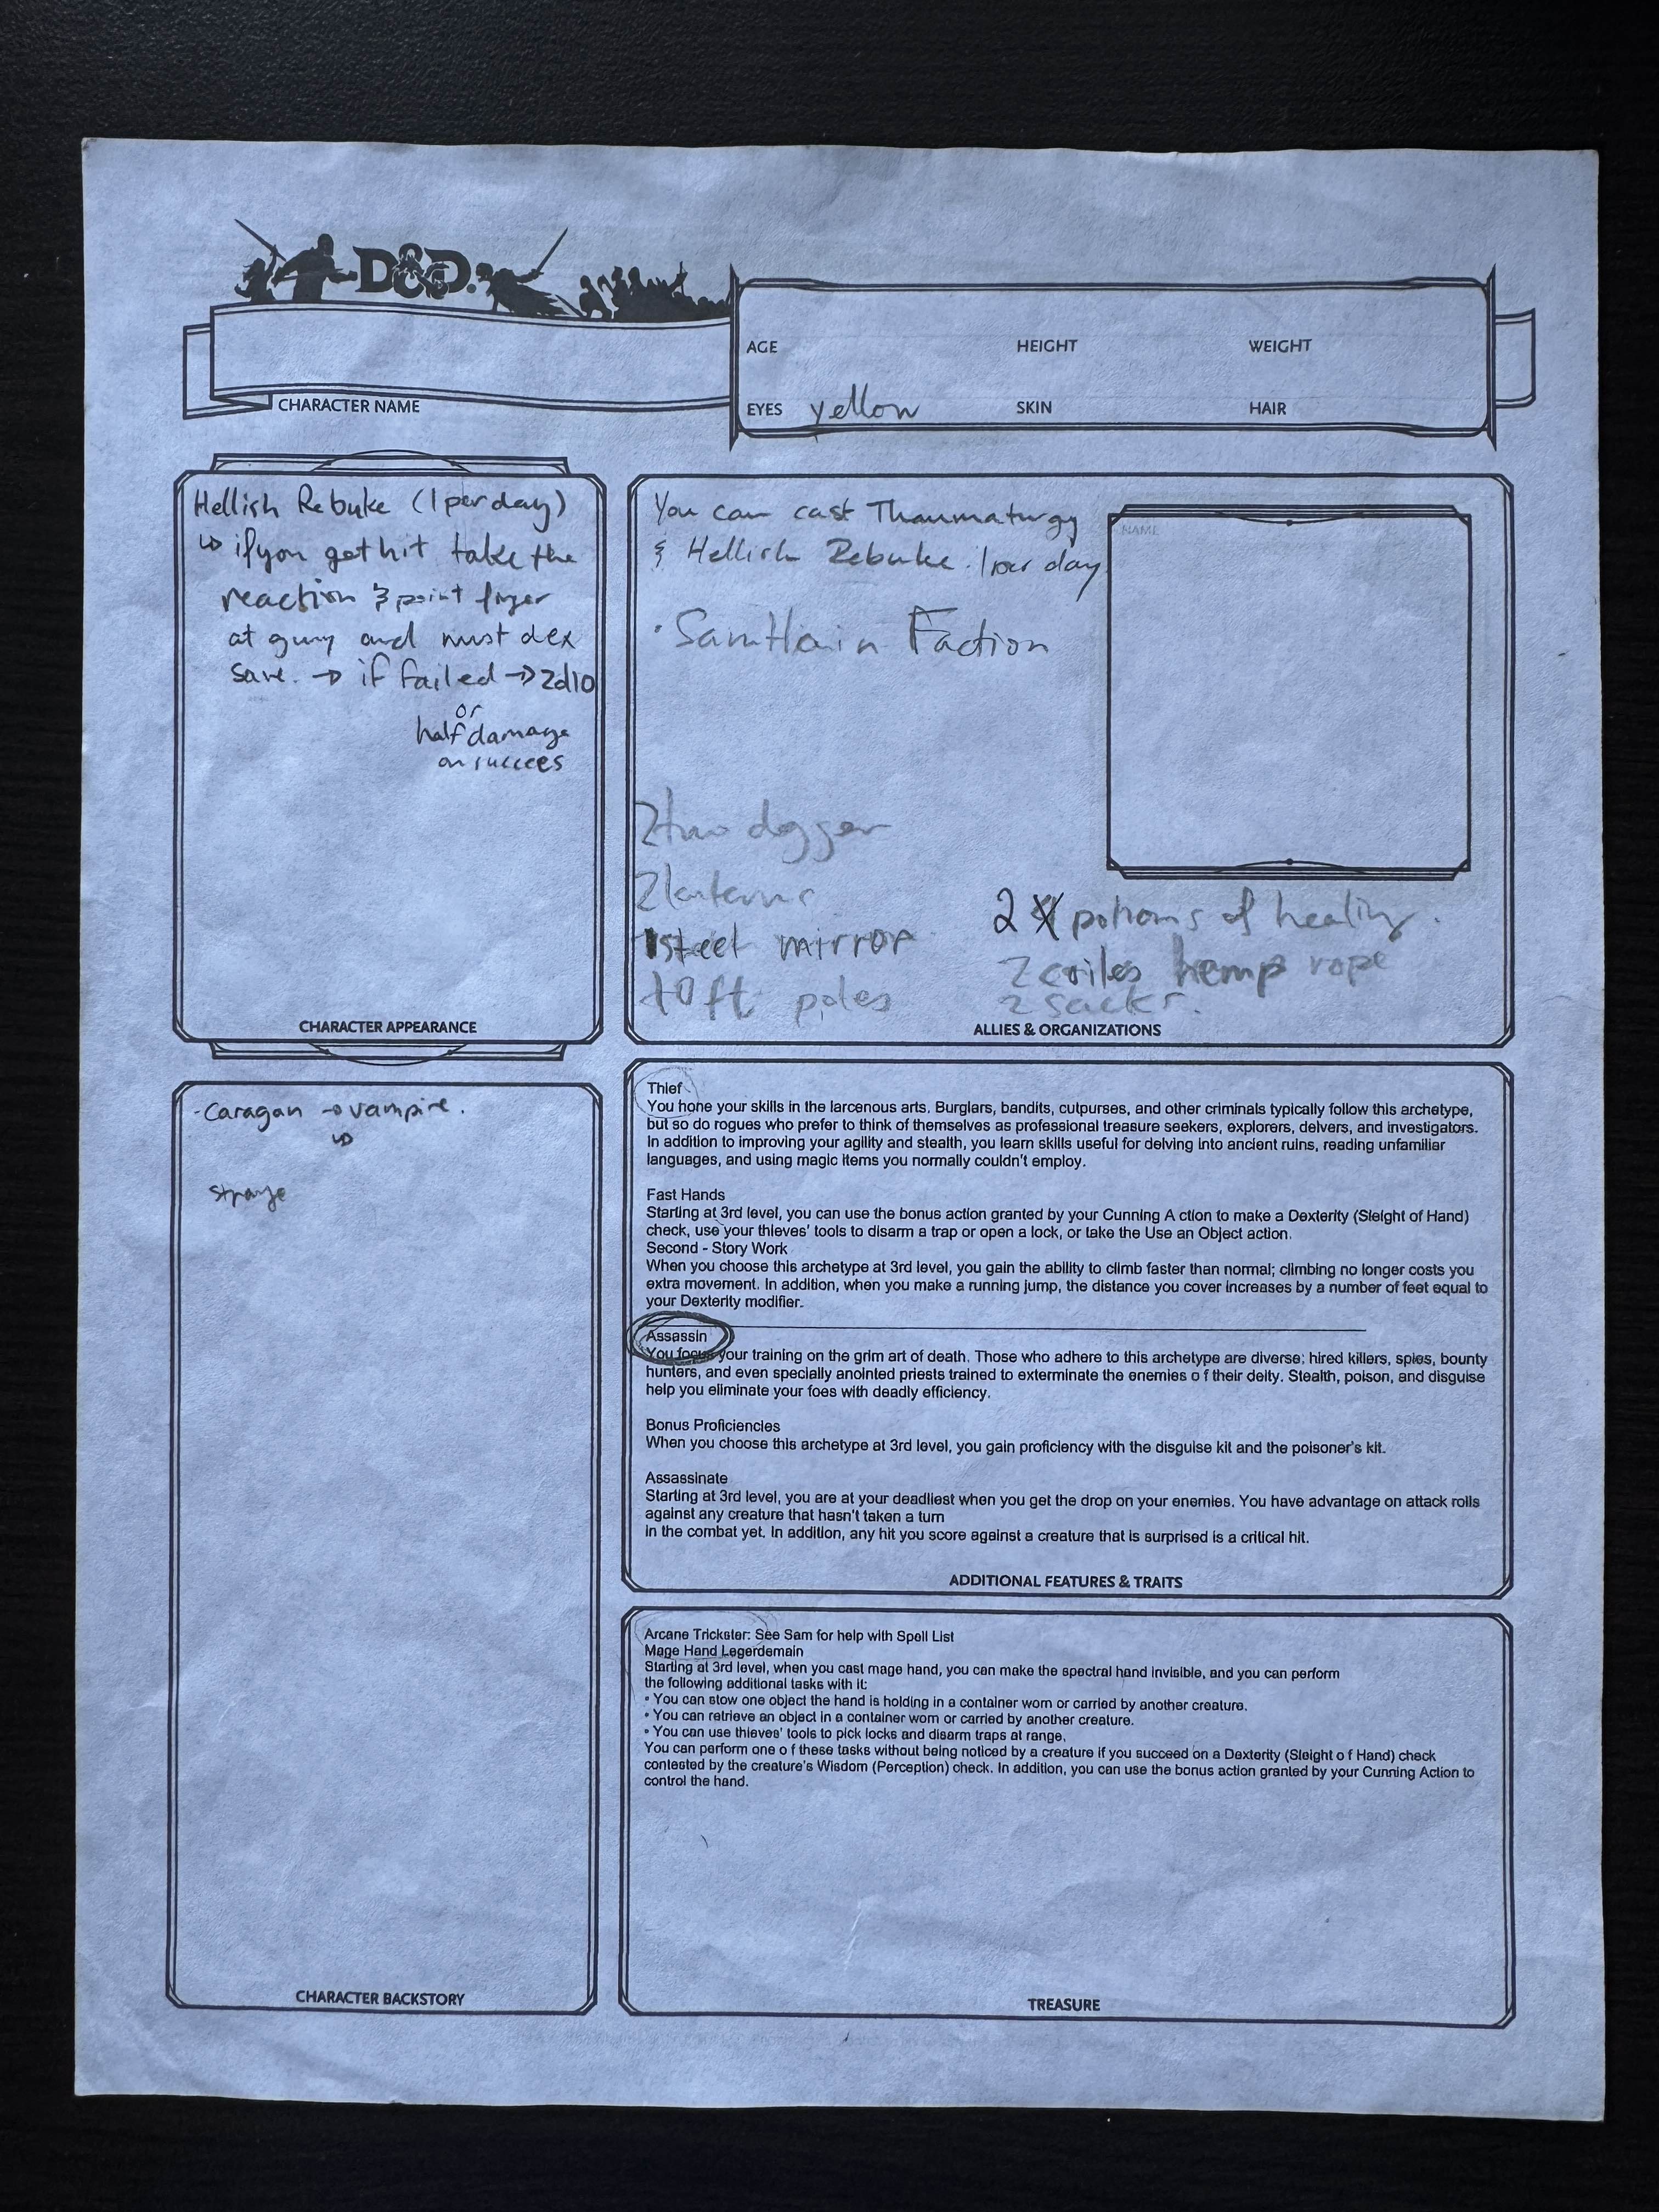 D&D
CHARACTER NAME
AGE
HEIGHT
WEIGHT
EYES yellow
SKIN
HAIR
Hellish Rebuke (1 per day)
↳ if you get hit take the
reaction & point finger
at guy and must dex
save. → if failed → 2d10
or
half damage
on succees
CHARACTER APPEARANCE
You can cast Thaumaturgy
& Hellish Rebuke 1 per day
• SamHain Faction
NAME
2 dagger
2 lanterns
1 steel mirror
10 ft poles
2 potions of healing.
2 coiles hemp rope
2 sacks.
ALLIES & ORGANIZATIONS
-Caragan → vampire.
↳
strange
CHARACTER BACKSTORY
Thief
You hone your skills in the larcenous arts. Burglars, bandits, cutpurses, and other criminals typically follow this archetype,
but so do rogues who prefer to think of themselves as professional treasure seekers, explorers, delvers, and investigators.
In addition to improving your agility and stealth, you learn skills useful for delving into ancient ruins, reading unfamiliar
languages, and using magic items you normally couldn't employ.
Fast Hands
Starting at 3rd level, you can use the bonus action granted by your Cunning A ction to make a Dexterity (Sleight of Hand)
check, use your thieves' tools to disarm a trap or open a lock, or take the Use an Object action.
Second - Story Work
When you choose this archetype at 3rd level, you gain the ability to climb faster than normal; climbing no longer costs you
extra movement. In addition, when you make a running jump, the distance you cover increases by a number of feet equal to
your Dexterity modifier.
Assassin
You focus your training on the grim art of death. Those who adhere to this archetype are diverse: hired killers, spies, bounty
hunters, and even specially anointed priests trained to exterminate the enemies o f their deity. Stealth, poison, and disguise
help you eliminate your foes with deadly efficiency.
Bonus Proficiencies
When you choose this archetype at 3rd level, you gain proficiency with the disguise kit and the poisoner's kit.
Assassinate
Starting at 3rd level, you are at your deadliest when you get the drop on your enemies. You have advantage on attack rolls
against any creature that hasn't taken a turn
in the combat yet. In addition, any hit you score against a creature that is surprised is a critical hit.
ADDITIONAL FEATURES & TRAITS
Arcane Trickster: See Sam for help with Spell List
Mage Hand Legerdemain
Starting at 3rd level, when you cast mage hand, you can make the spectral hand invisible, and you can perform
the following additional tasks with it:
• You can stow one object the hand is holding in a container worn or carried by another creature.
• You can retrieve an object in a container worn or carried by another creature.
• You can use thieves' tools to pick locks and disarm traps at range.
You can perform one o f these tasks without being noticed by a creature if you succeed on a Dexterity (Sleight o f Hand) check
contested by the creature's Wisdom (Perception) check. In addition, you can use the bonus action granted by your Cunning Action to
control the hand.
TREASURE